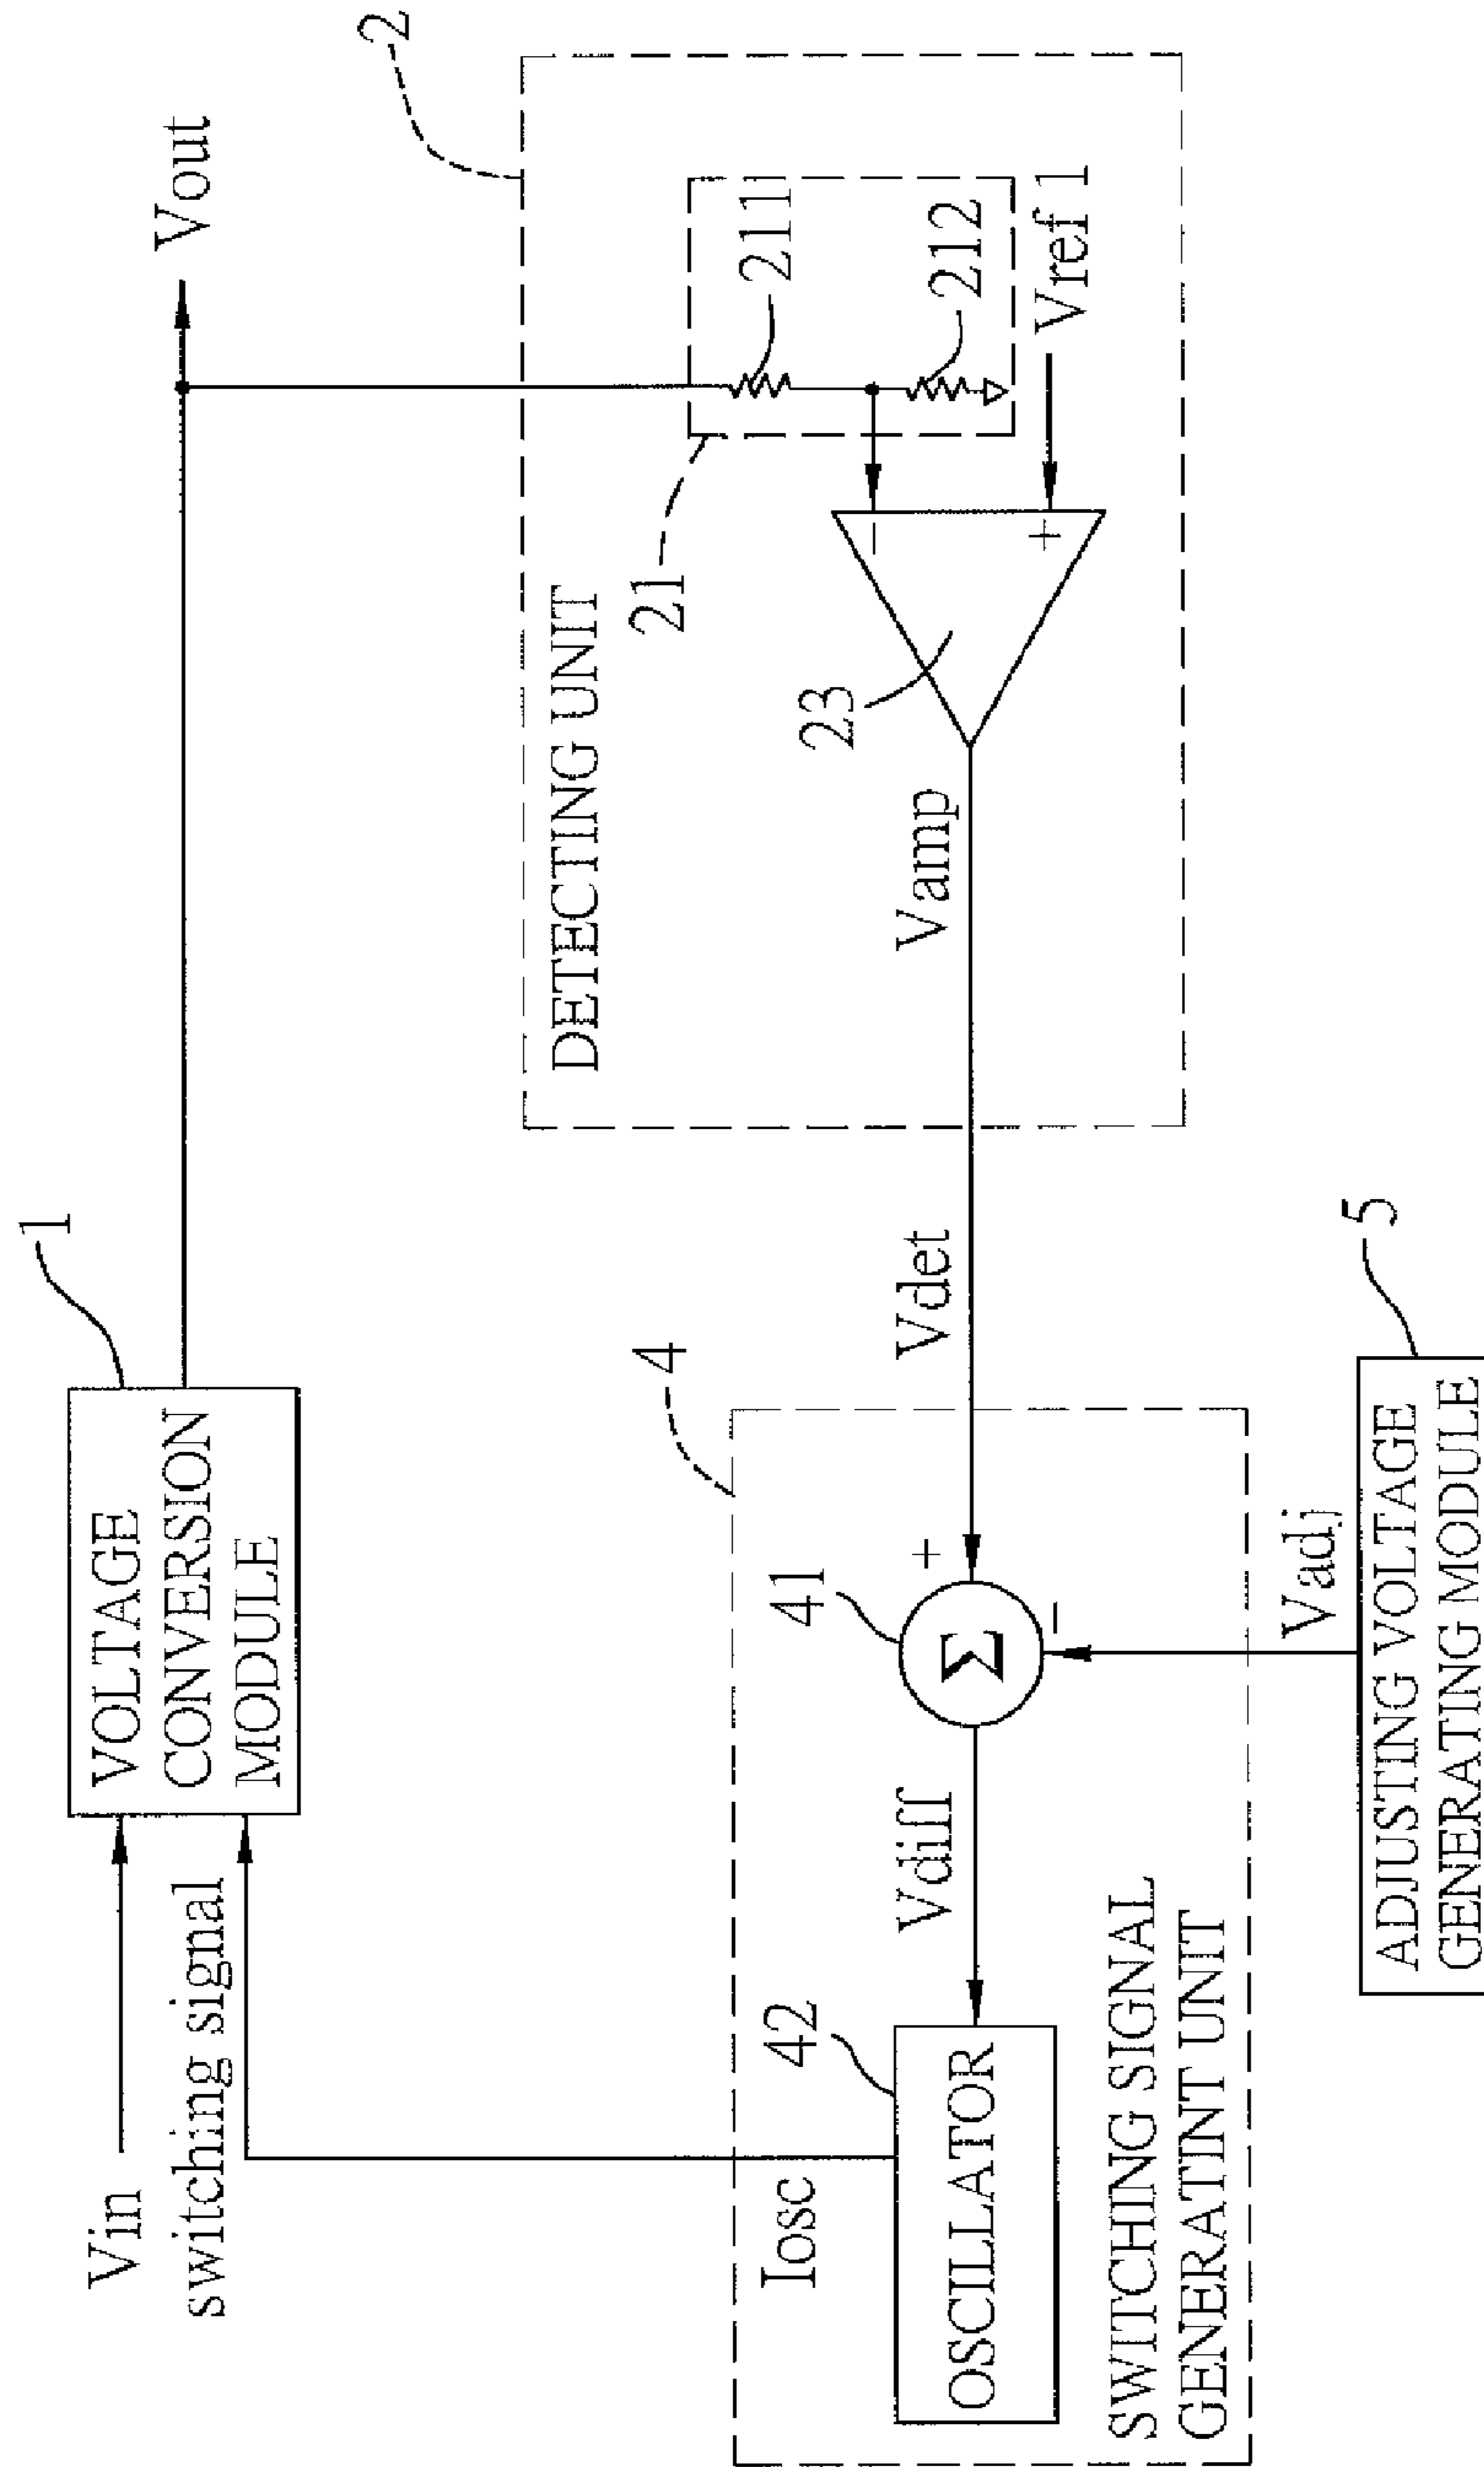 1
Vin
VOLTAGE
CONVERSION
MODULE
Vout
switching signal
2
DETECTING UNIT
21
211
212
Vref 1
−
+
23
Vamp
4
Vdet
Iosc
42
OSCILLATOR
Vdiff
41
Σ
+
−
SWITCHING SIGNAL
GENERATINT UNIT
Vadj
5
ADJUSTING VOLTAGE
GENERATING MODULE